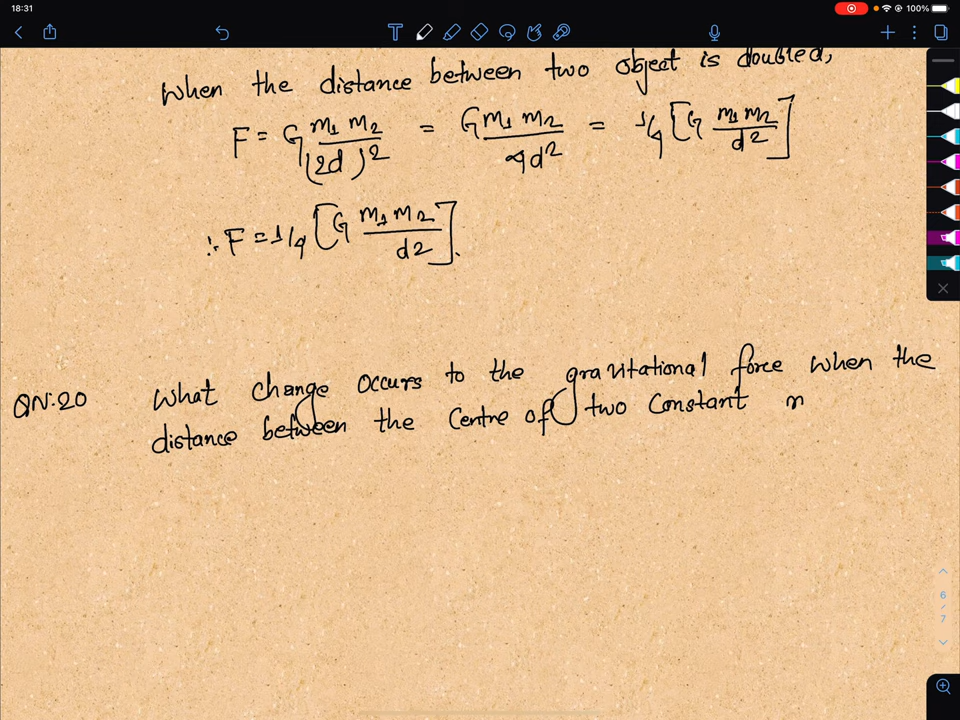 18:31
100%
When the distance between two object is doubled,
F = G m1 m2 / (2d)2 = G m1 m2 / 4d2 = 1/4 [G m1 m2 / d2]
∴ F = 1/4 [G m1 m2 / d2].
QN:20 What change occurs to the gravitational force when the
distance between the centre of two constant m
6
/
7